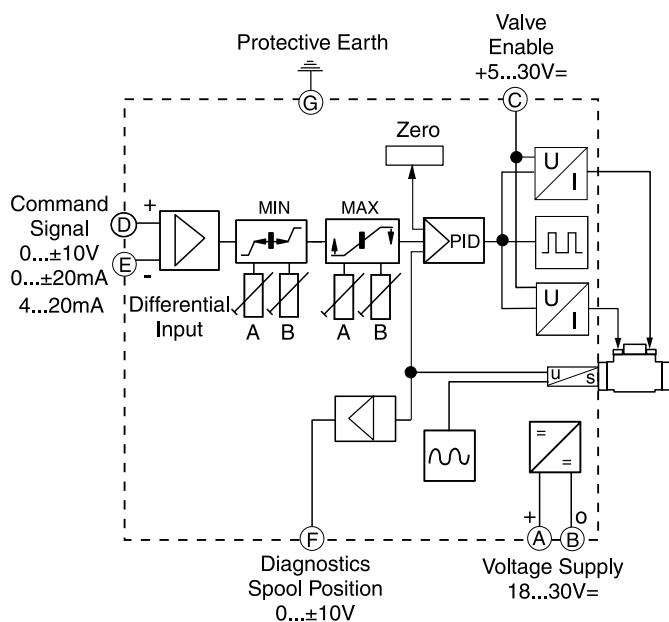 Protective Earth
G
Valve
Enable
+5...30V=
C
Zero
U
I
Command
Signal
0...±10V
0...±20mA
4...20mA
D
+
E
-
Differential
Input
MIN
A
B
MAX
A
B
PID
U
I
u
s
=
=
+
o
A
B
F
Diagnostics
Spool Position
0...±10V
Voltage Supply
18...30V=